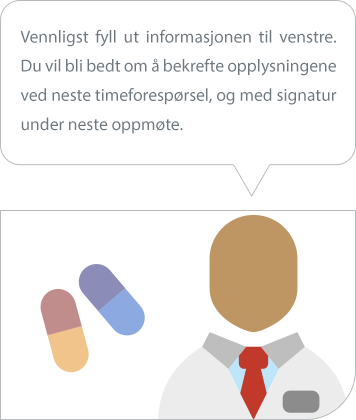 Vennligst fyll ut informasjonen til venstre.
Du vil bli bedt om å bekrefte opplysningene
ved neste timeforespørsel, og med signatur
under neste oppmøte.